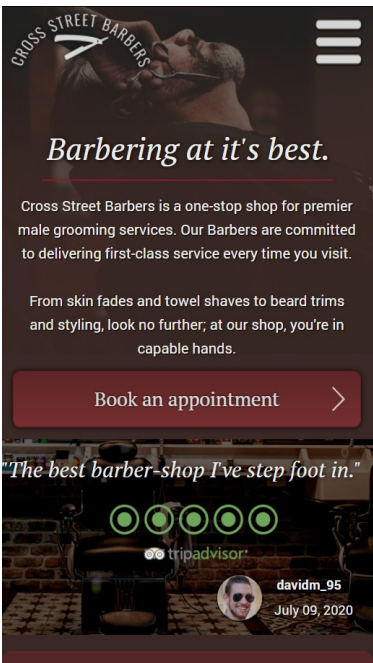 CROSS STREET BARBERS
Barbering at it's best.
Cross Street Barbers is a one-stop shop for premier
male grooming services. Our Barbers are committed
to delivering first-class service every time you visit.
From skin fades and towel shaves to beard trims
and styling, look no further; at our shop, you're in
capable hands.
Book an appointment
"The best barber-shop I've step foot in."
tripadvisor
davidm_95
July 09, 2020